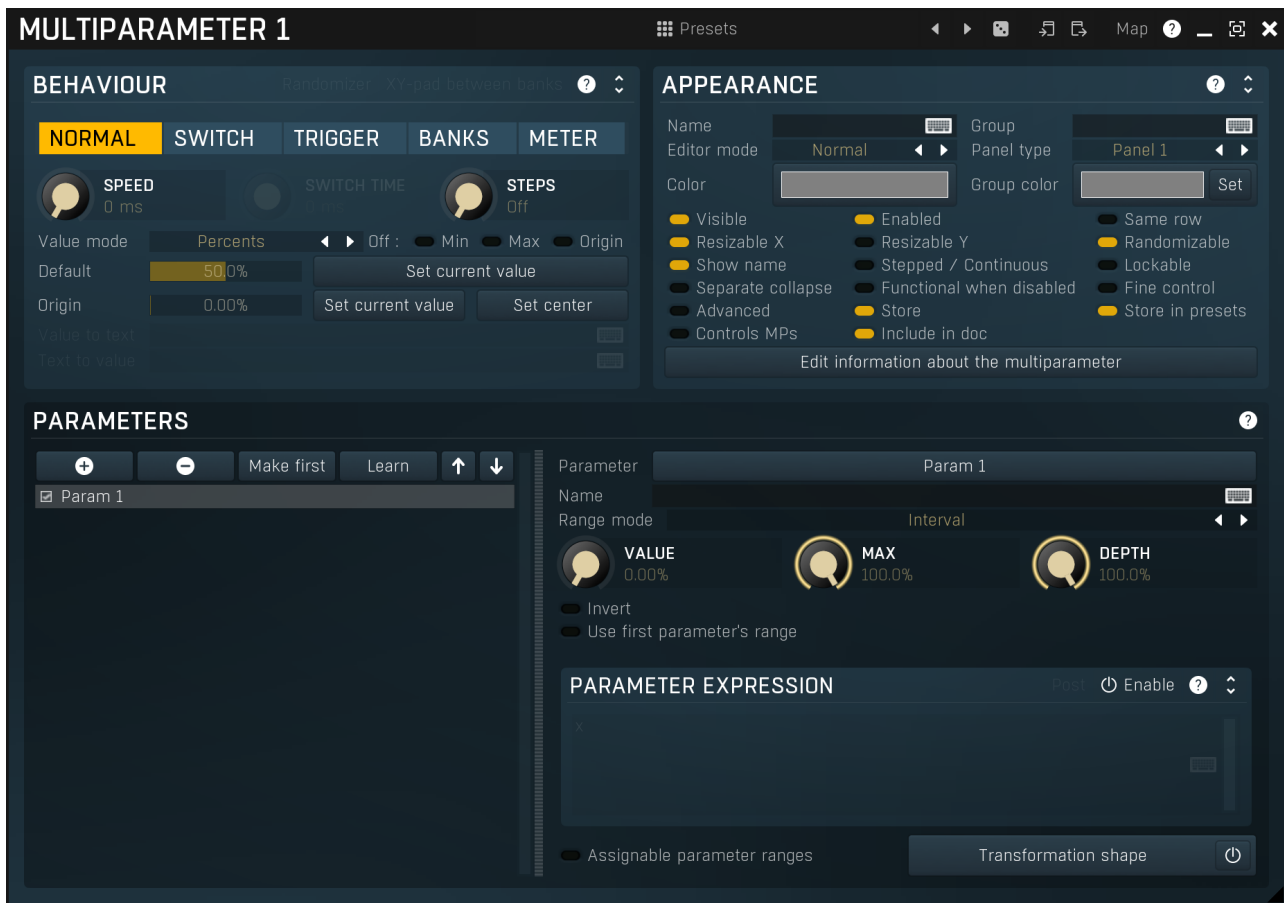 MULTIPARAMETER 1 Presets Map ?
BEHAVIOUR Randomizer XY-pad between banks ?
NORMAL SWITCH TRIGGER BANKS METER
SPEED
0 ms
SWITCH TIME
STEPS
Off
Value mode Percents Off : Min Max Origin
Default 50.0% Set current value
Origin 0.00% Set current value Set center
Value to text
Text to value
APPEARANCE ?
Name Group
Editor mode Normal Panel type Panel 1
Color Group color Set
Visible Enabled Same row
Resizable X Resizable Y Randomizable
Show name Stepped / Continuous Lockable
Separate collapse Functional when disabled Fine control
Advanced Store Store in presets
Controls MPs Include in doc
Edit information about the multiparameter
PARAMETERS ?
Make first Learn
Param 1
Parameter Param 1
Name
Range mode Interval
VALUE
0.00%
MAX
100.0%
DEPTH
100.0%
Invert
Use first parameter's range
PARAMETER EXPRESSION Post Enable ?
x
Assignable parameter ranges Transformation shape